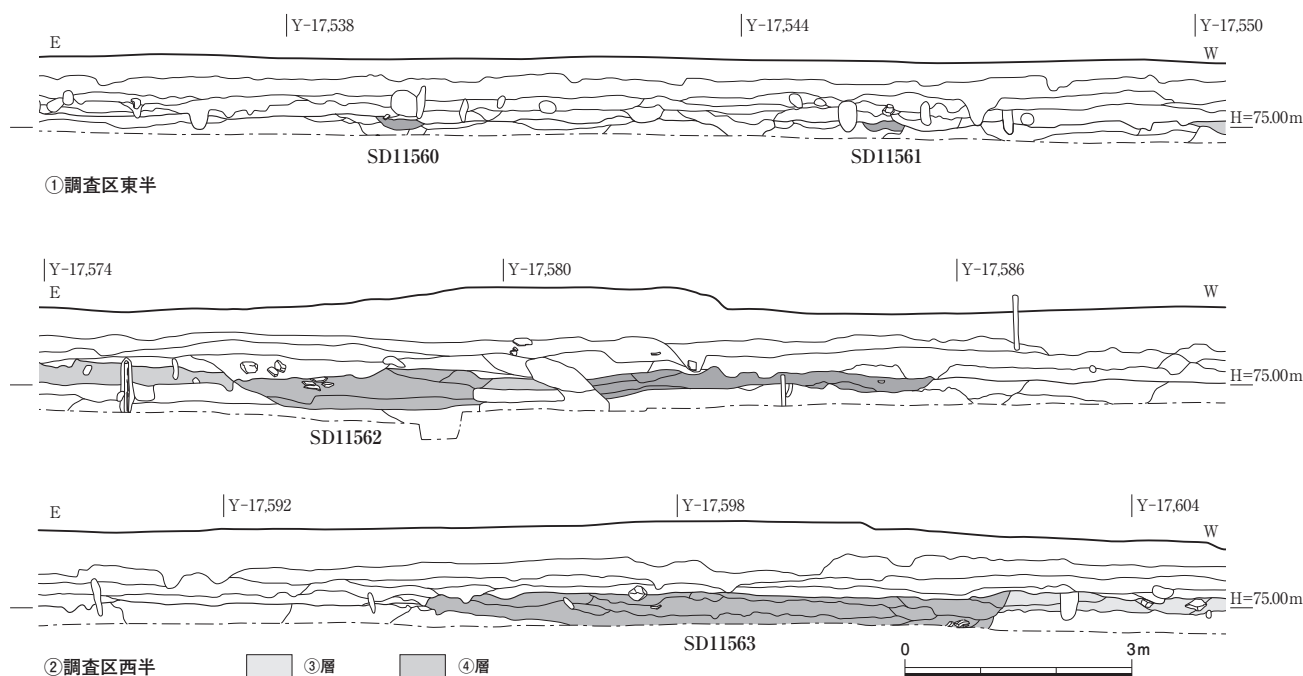 Y-17,538 Y-17,544 Y-17,550
E W
H=75.00m
SD11560 SD11561
①調査区東半
Y-17,574 Y-17,580 Y-17,586
E W
H=75.00m
SD11562
Y-17,592 Y-17,598 Y-17,604
E W
H=75.00m
SD11563
0 3m
②調査区西半 ③層 ④層